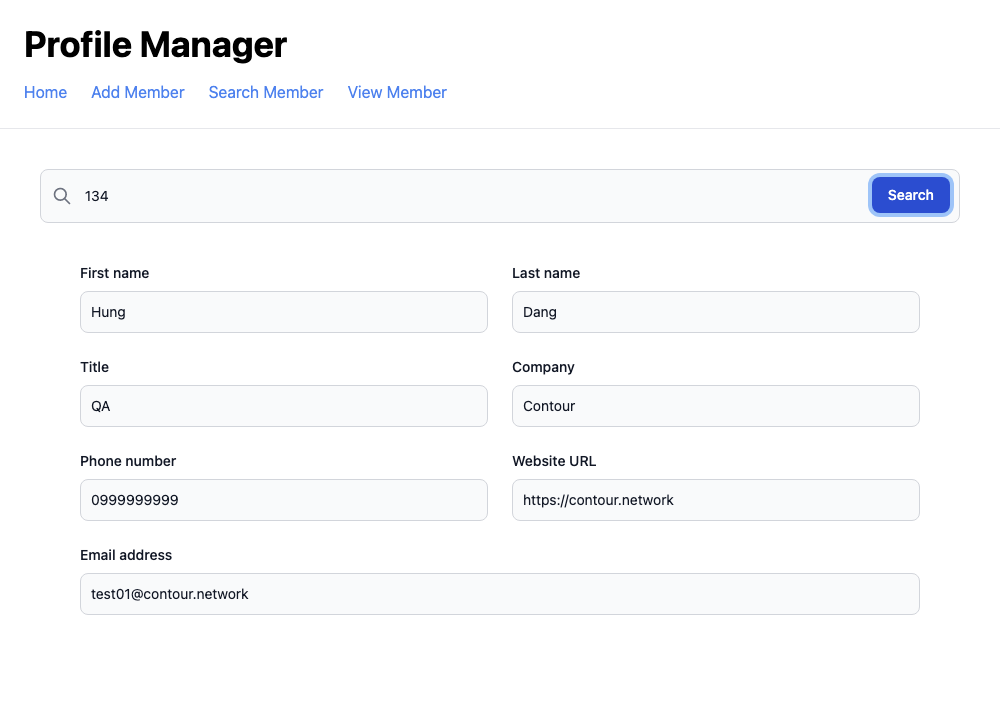 Profile Manager
Home Add Member Search Member View Member
134 Search
First name Last name
Hung Dang
Title Company
QA Contour
Phone number Website URL
0999999999 https://contour.network
Email address
test01@contour.network